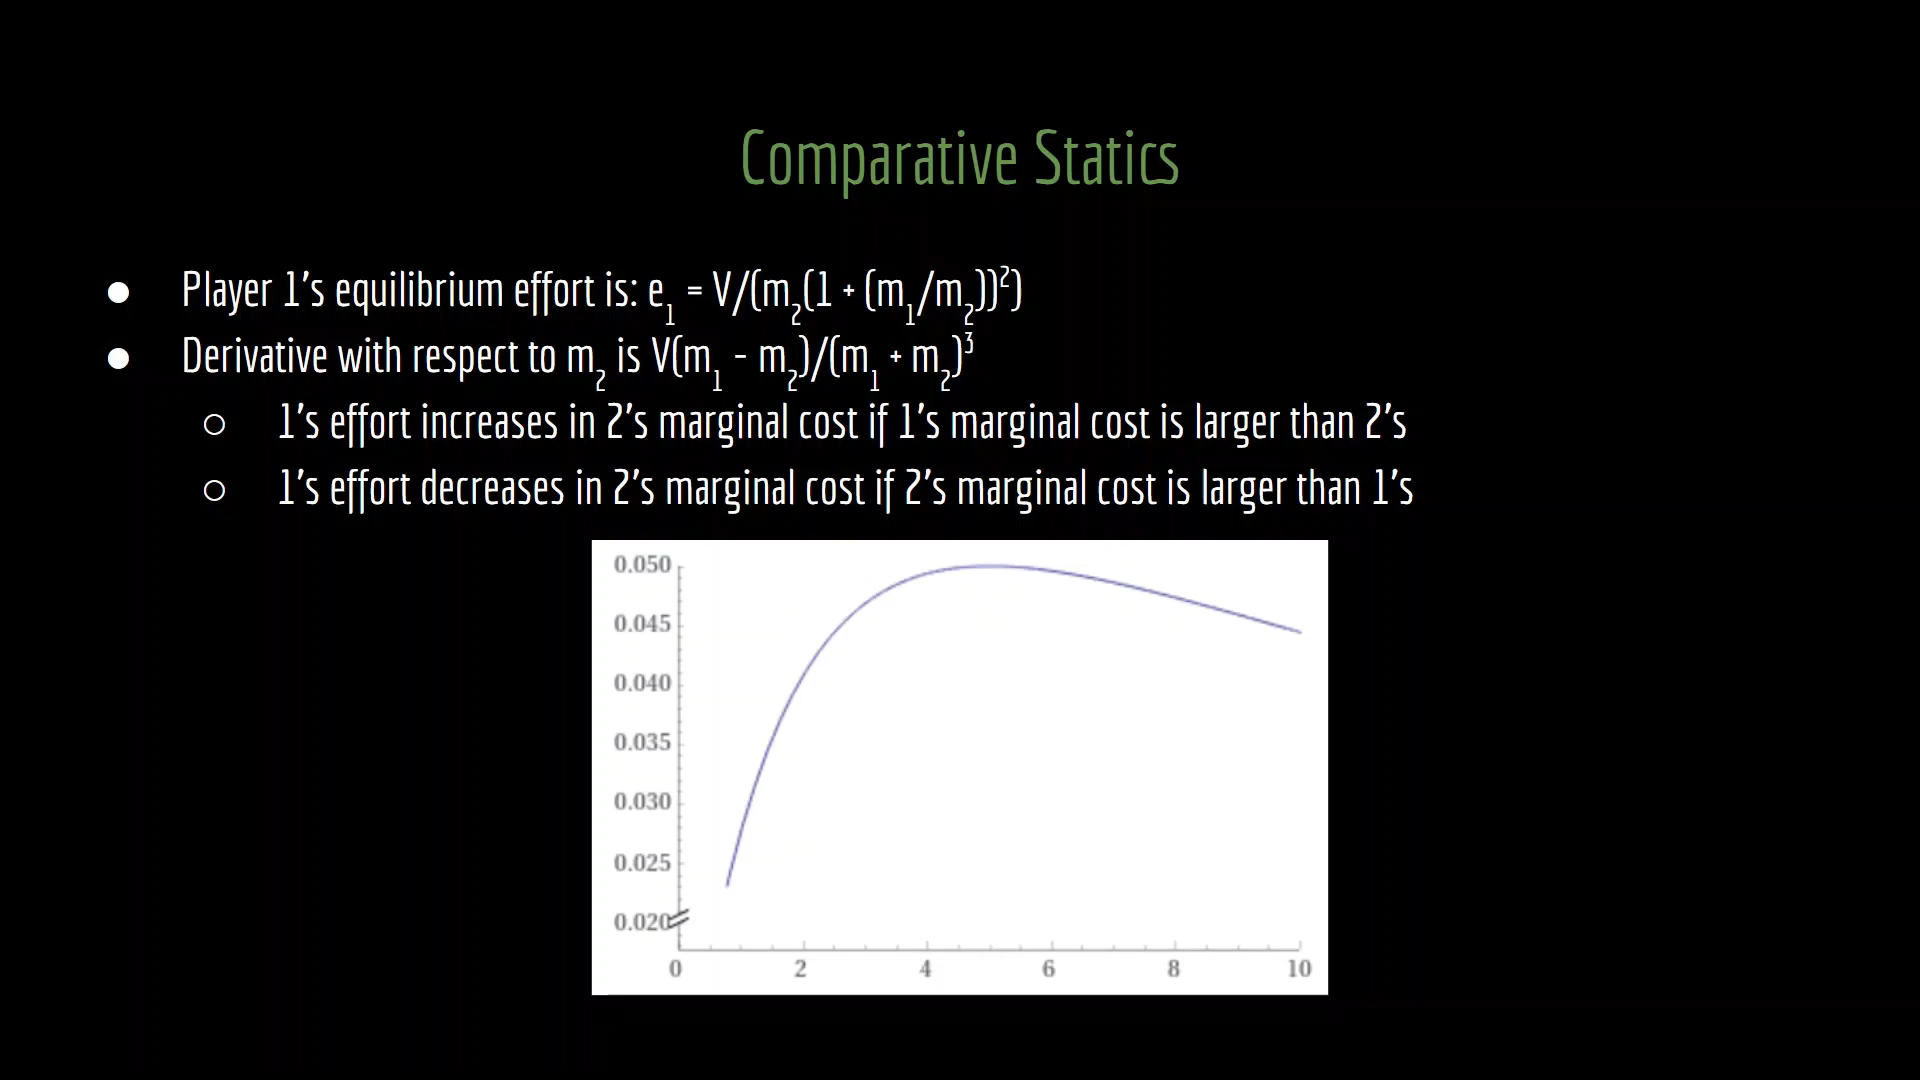 Comparative Statics
● Player 1's equilibrium effort is: e₁ = V/(m₂(1 + (m₁/m₂))²)
● Derivative with respect to m₂ is V(m₁ - m₂)/(m₁ + m₂)³
○ 1's effort increases in 2's marginal cost if 1's marginal cost is larger than 2's
○ 1's effort decreases in 2's marginal cost if 2's marginal cost is larger than 1's
0.050
0.045
0.040
0.035
0.030
0.025
0.020
0 2 4 6 8 10